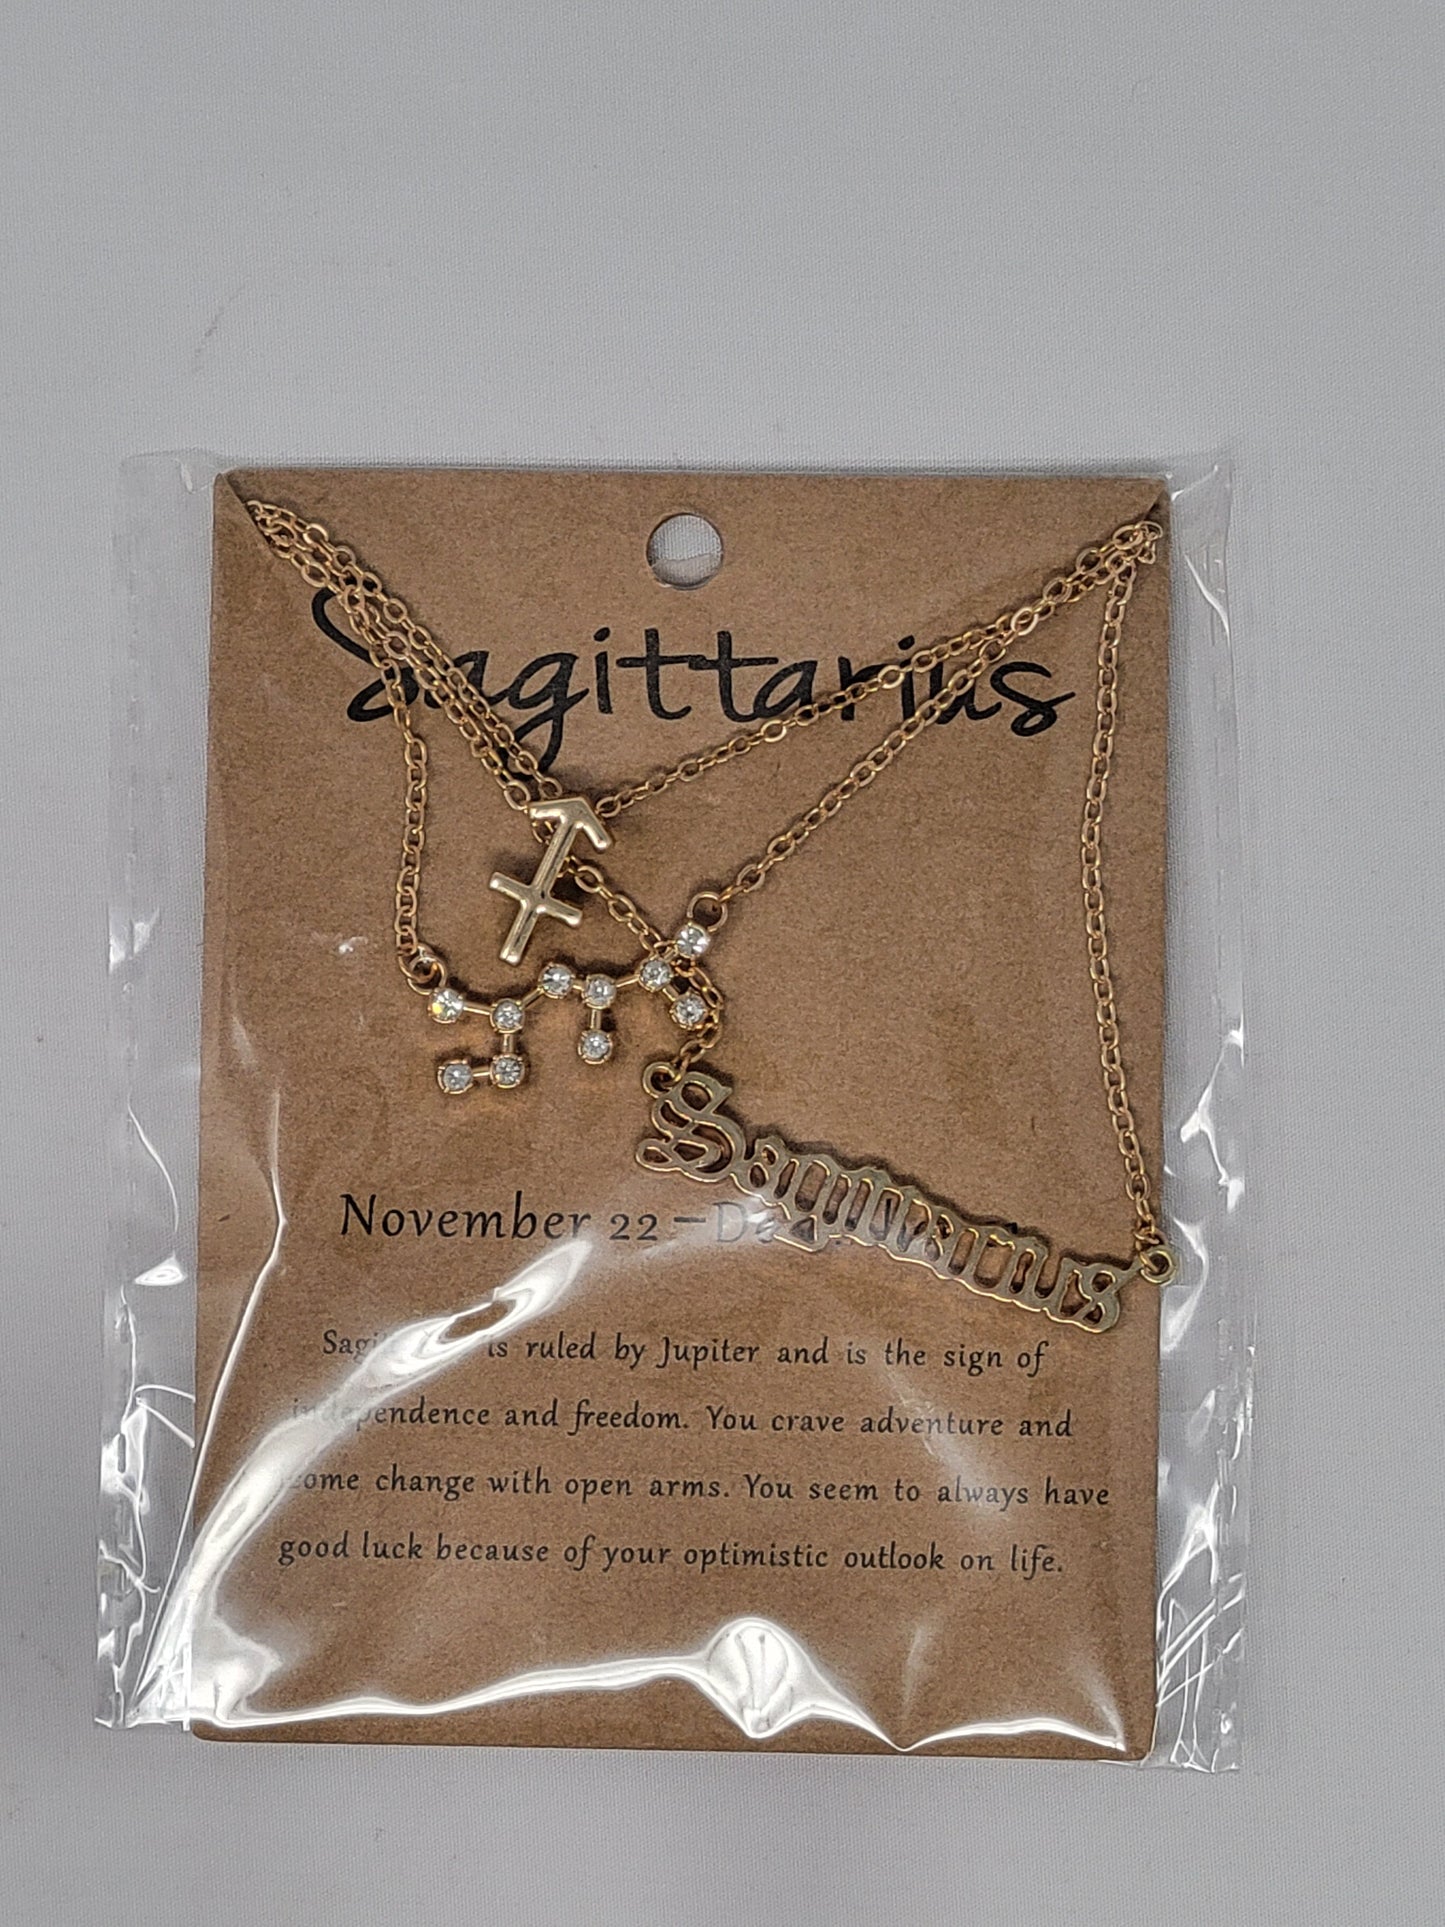 Sagittarius
Sagittarius
November 22 –
is ruled by Jupiter and is the sign of
independence and freedom. You crave adventure and
change with open arms. You seem to always have
good luck because of your optimistic outlook on life.